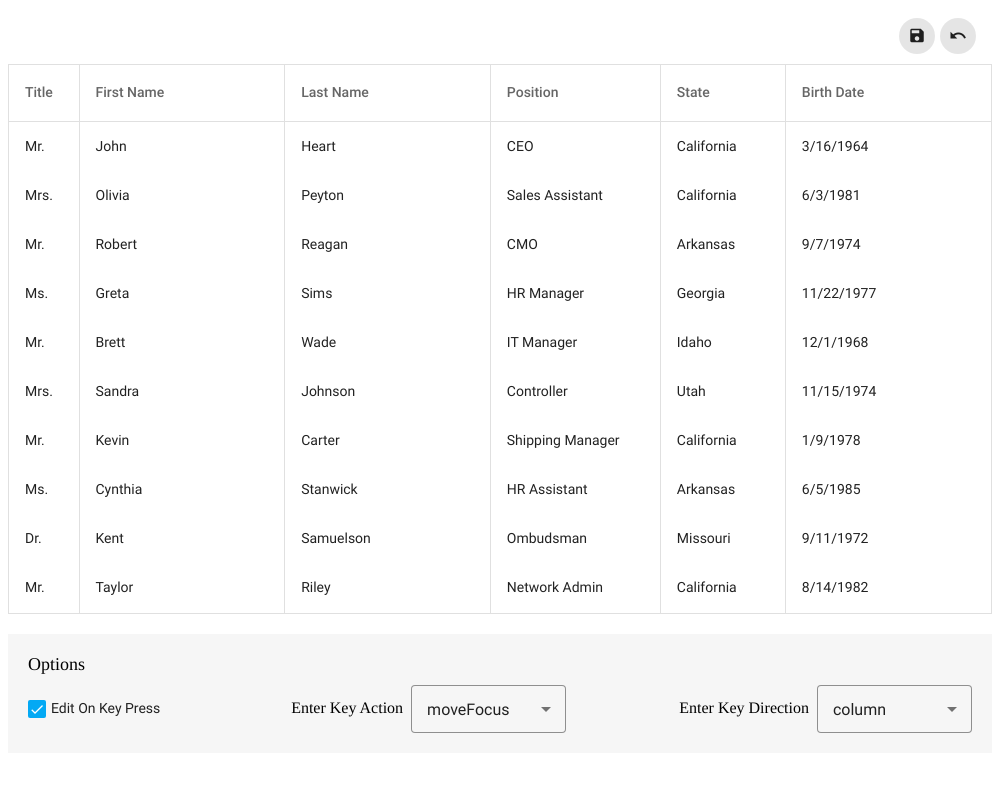 Title First Name Last Name Position State Birth Date
Mr. John Heart CEO California 3/16/1964
Mrs. Olivia Peyton Sales Assistant California 6/3/1981
Mr. Robert Reagan CMO Arkansas 9/7/1974
Ms. Greta Sims HR Manager Georgia 11/22/1977
Mr. Brett Wade IT Manager Idaho 12/1/1968
Mrs. Sandra Johnson Controller Utah 11/15/1974
Mr. Kevin Carter Shipping Manager California 1/9/1978
Ms. Cynthia Stanwick HR Assistant Arkansas 6/5/1985
Dr. Kent Samuelson Ombudsman Missouri 9/11/1972
Mr. Taylor Riley Network Admin California 8/14/1982
Options
Edit On Key Press Enter Key Action moveFocus Enter Key Direction column